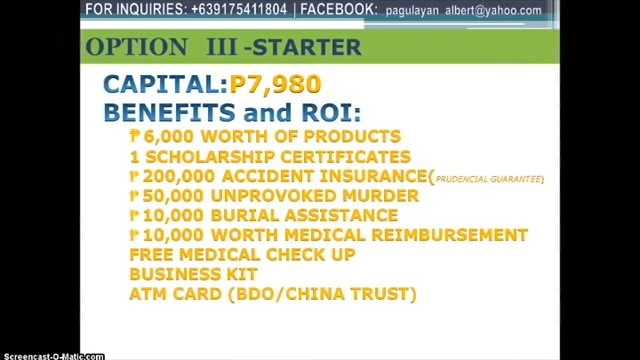 FOR INQUIRIES: +639175411804 | FACEBOOK: pagulayan albert@yahoo.com
OPTION III -STARTER
CAPITAL:P7,980
BENEFITS and ROI:
₱ 6,000 WORTH OF PRODUCTS
1 SCHOLARSHIP CERTIFICATES
₱ 200,000 ACCIDENT INSURANCE(PRUDENCIAL GUARANTEE)
₱ 50,000 UNPROVOKED MURDER
₱ 10,000 BURIAL ASSISTANCE
₱ 10,000 WORTH MEDICAL REIMBURSEMENT
FREE MEDICAL CHECK UP
BUSINESS KIT
ATM CARD (BDO/CHINA TRUST)
Screencast-O-Matic.com